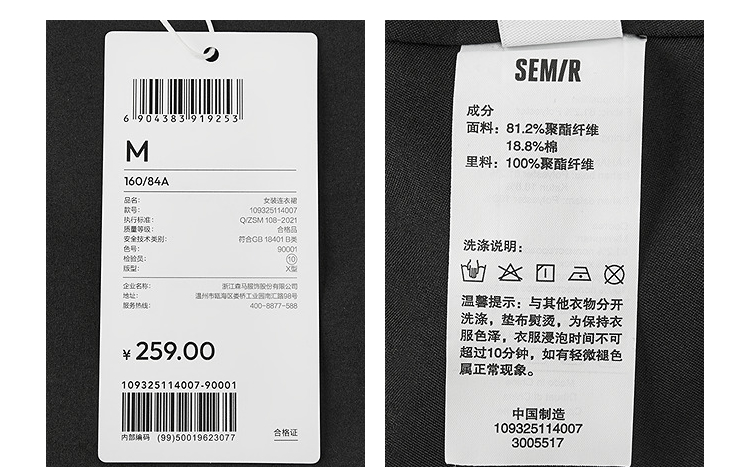 6 904383 919253
M
160/84A
品名: 女装连衣裙
款号: 109325114007
执行标准: Q/ZSM 108-2021
质量等级: 合格品
安全技术类别: 符合GB 18401 B类
色号: 90001
检验员: 10
版型: X型
企业名称: 浙江森马服饰股份有限公司
地址: 温州市瓯海区娄桥工业园南汇路98号
服务热线: 400-8877-588
¥ 259.00
109325114007-90001
内部编码 (99)50019623077
合格证
SEMIR
成分
面料: 81.2%聚酯纤维
18.8%棉
里料: 100%聚酯纤维
洗涤说明:
温馨提示: 与其他衣物分开
洗涤，垫布熨烫，为保持衣
服色泽，衣服浸泡时间不可
超过10分钟，如有轻微褪色
属正常现象。
中国制造
109325114007
3005517